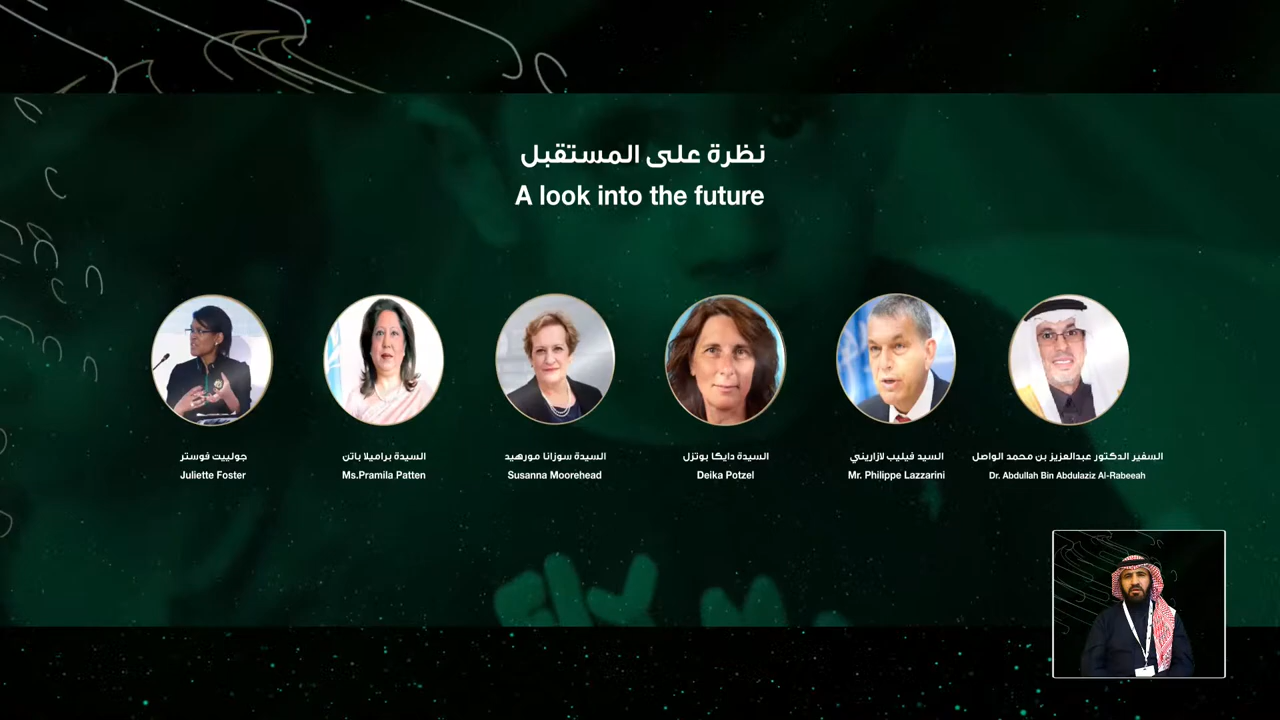 نظرة على المستقبل
A look into the future
جولييت فوستر
Juliette Foster
السيدة براميلا باتن
Ms.Pramila Patten
السيدة سوزانا مورهيد
Susanna Moorehead
السيدة دايكا بوتزل
Deika Potzel
السيد فيليب لازاريني
Mr. Philippe Lazzarini
السفير الدكتور عبدالعزيز بن محمد الواصل
Dr. Abdullah Bin Abdulaziz Al-Rabeeah